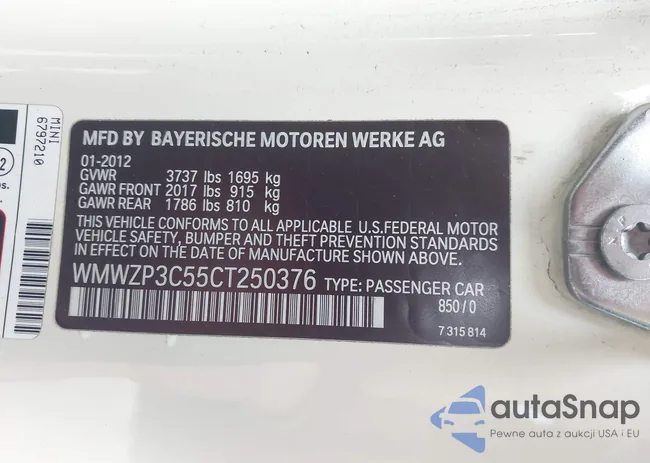 MFD BY BAYERISCHE MOTOREN WERKE AG
01-2012
GVWR 3737 lbs 1695 kg
GAWR FRONT 2017 lbs 915 kg
GAWR REAR 1786 lbs 810 kg
THIS VEHICLE CONFORMS TO ALL APPLICABLE U.S.FEDERAL MOTOR
VEHICLE SAFETY, BUMPER AND THEFT PREVENTION STANDARDS
IN EFFECT ON THE DATE OF MANUFACTURE SHOWN ABOVE.
WMWZP3C55CT250376 TYPE: PASSENGER CAR
850/0
7 315 814
MINI
6797210
2
s.
autoSnap
Pewne auta z aukcji USA i EU